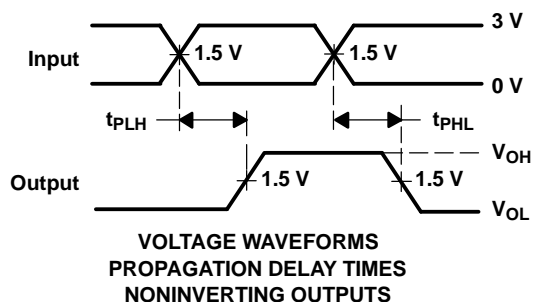 3 V
Input
1.5 V
1.5 V
0 V
tPLH
tPHL
VOH
Output
1.5 V
1.5 V
VOL
VOLTAGE WAVEFORMS
PROPAGATION DELAY TIMES
NONINVERTING OUTPUTS